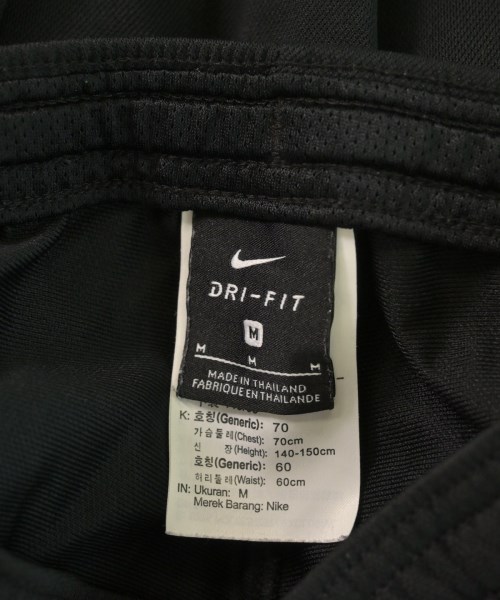 DRI-FIT
M
M M M
MADE IN THAILAND
FABRIQUE EN THAILANDE
K: 호칭(Generic): 70
가슴둘레(Chest): 70cm
신 장(Height): 140-150cm
호칭(Generic): 60
허리둘레(Waist): 60cm
IN: Ukuran: M
Merek Barang: Nike